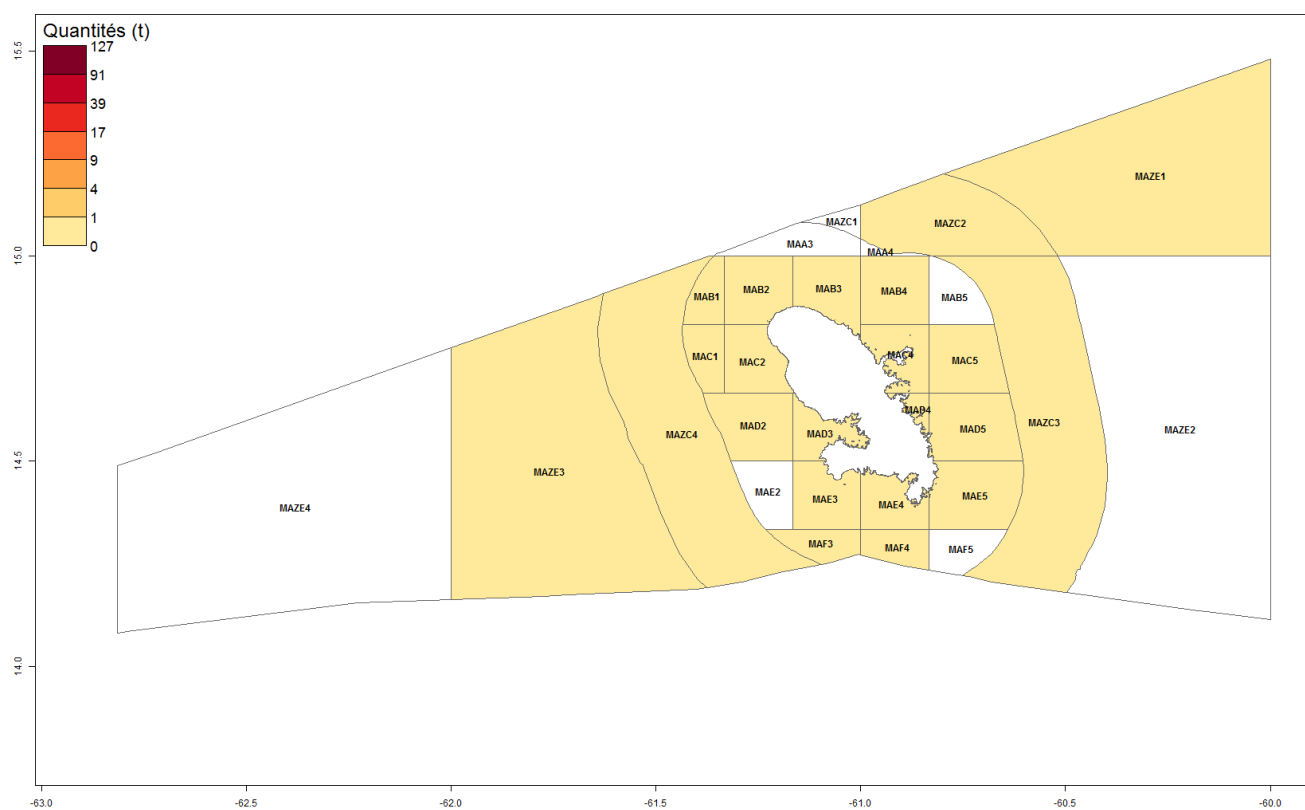 Quantités (t)
127
91
39
17
9
4
1
0
15.5
15.0
14.5
14.0
MAZE1
MAZC1
MAZC2
MAA3
MAA4
MAB1
MAB2
MAB3
MAB4
MAB5
MAC1
MAC2
MAC4
MAC5
MAD4
MAZC4
MAD2
MAD3
MAD5
MAZC3
MAZE2
MAZE3
MAE2
MAE3
MAE4
MAE5
MAZE4
MAF3
MAF4
MAF5
-63.0 -62.5 -62.0 -61.5 -61.0 -60.5 -60.0